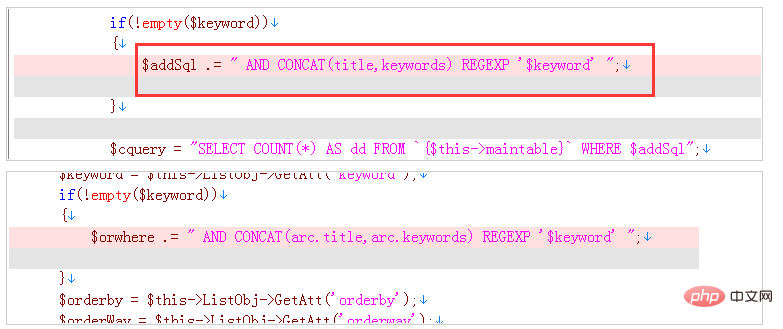 if(!empty($keyword))↓
{↓
$addSql .= " AND CONCAT(title,keywords) REGEXP '$keyword' ";↓
}↓
$cquery = "SELECT COUNT(*) AS dd FROM `{$this->maintable}` WHERE $addSql";↓
$keyword = $this->ListObj->GetAtt('keyword');↓
if(!empty($keyword))↓
{↓
$orwhere .= " AND CONCAT(arc.title,arc.keywords) REGEXP '$keyword' ";↓
}↓
$orderby = $this->ListObj->GetAtt('orderby');↓
$orderWay = $this->ListObj->GetAtt('orderway');↓
php 中文网